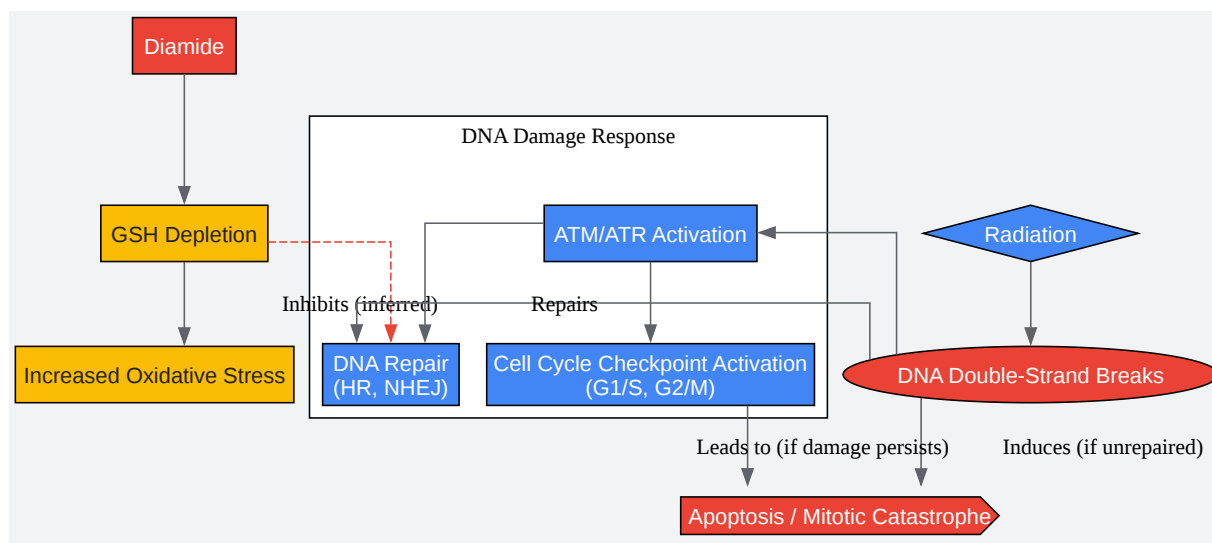 Diamide
DNA Damage Response
GSH Depletion
ATM/ATR Activation
Radiation
Inhibits (inferred)
Repairs
Increased Oxidative Stress
DNA Repair
(HR, NHEJ)
Cell Cycle Checkpoint Activation
(G1/S, G2/M)
DNA Double-Strand Breaks
Leads to (if damage persists)
Induces (if unrepaired)
Apoptosis / Mitotic Catastrophe